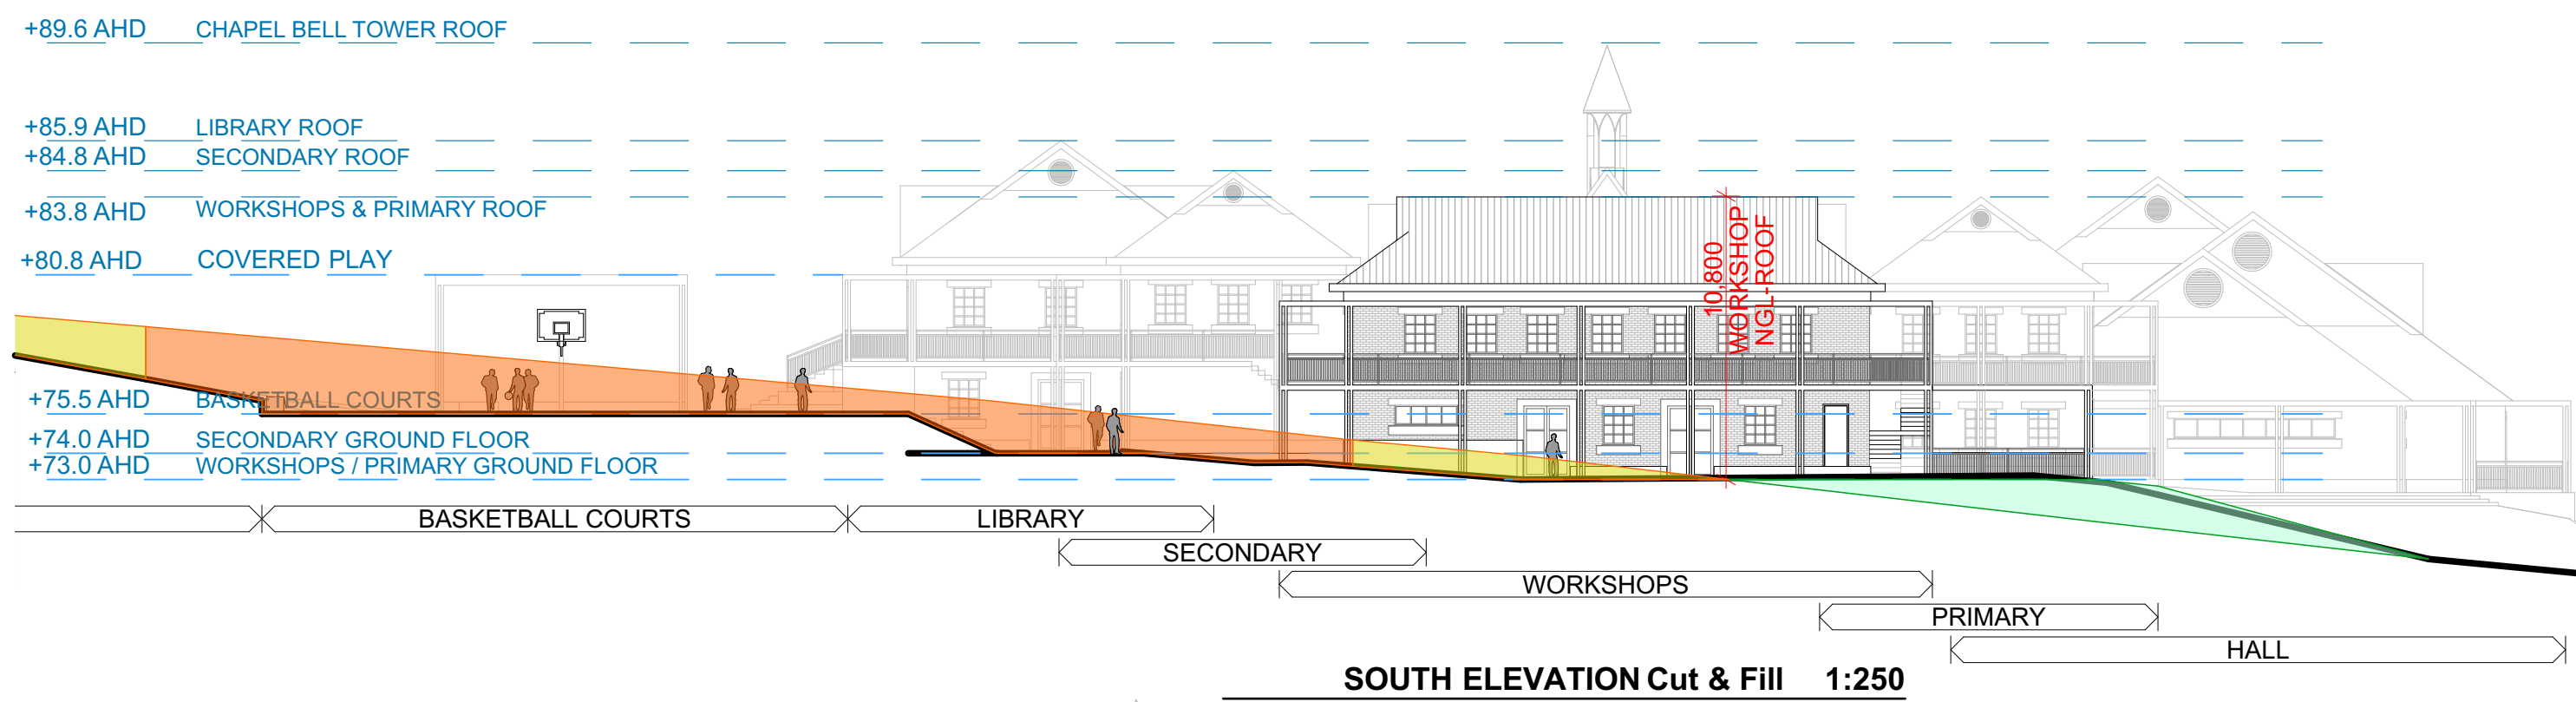 +89.6 AHD CHAPEL BELL TOWER ROOF
+85.9 AHD LIBRARY ROOF
+84.8 AHD SECONDARY ROOF
+83.8 AHD WORKSHOPS & PRIMARY ROOF
+80.8 AHD COVERED PLAY
10,800
WORKSHOP
NGL-ROOF
+75.5 AHD BASKETBALL COURTS
+74.0 AHD SECONDARY GROUND FLOOR
+73.0 AHD WORKSHOPS / PRIMARY GROUND FLOOR
BASKETBALL COURTS
LIBRARY
SECONDARY
WORKSHOPS
PRIMARY
HALL
SOUTH ELEVATION Cut & Fill 1:250